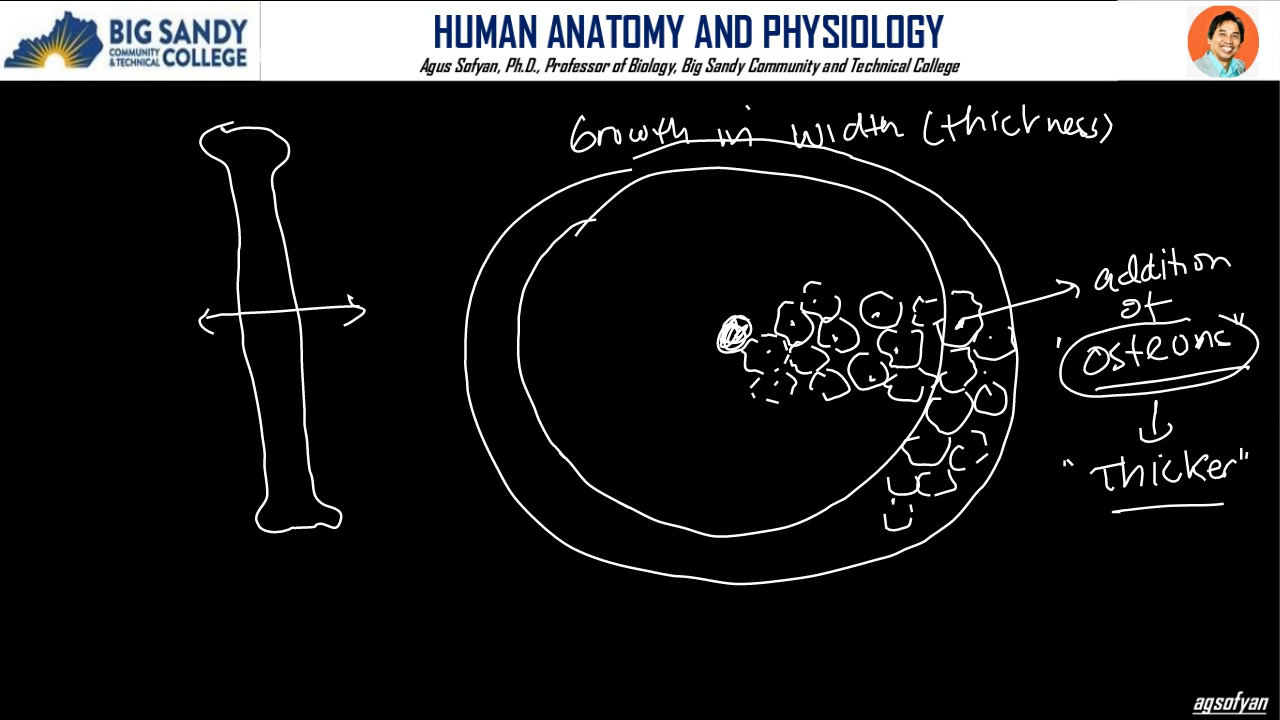 BIG SANDY
COMMUNITY & TECHNICAL COLLEGE
HUMAN ANATOMY AND PHYSIOLOGY
Agus Sofyan, Ph.D., Professor of Biology, Big Sandy Community and Technical College
Growth in width (thickness)
addition
of
"Osteons"
"Thicker"
agsofyan